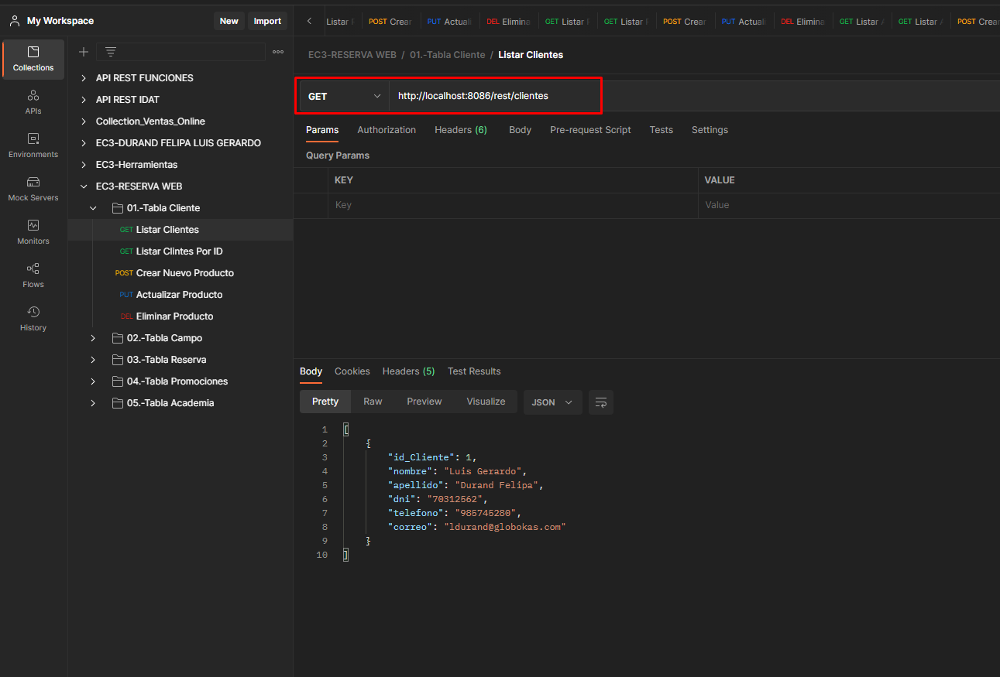 My Workspace
New
Import
Listar
POST Crear
PUT Actuali
DEL Elimina
GET Listar
GET Listar
POST Crear
PUT Actuali
DEL Elimina
GET Listar
GET Listar
POST Crear
Collections
APIs
Environments
Mock Servers
Monitors
Flows
History
API REST FUNCIONES
API REST IDAT
Collection_Ventas_Online
EC3-DURAND FELIPA LUIS GERARDO
EC3-Herramientas
EC3-RESERVA WEB
01.-Tabla Cliente
GET Listar Clientes
GET Listar Clintes Por ID
POST Crear Nuevo Producto
PUT Actualizar Producto
DEL Eliminar Producto
02.-Tabla Campo
03.-Tabla Reserva
04.-Tabla Promociones
05.-Tabla Academia
EC3-RESERVA WEB / 01.-Tabla Cliente / Listar Clientes
GET http://localhost:8086/rest/clientes
Params Authorization Headers (6) Body Pre-request Script Tests Settings
Query Params
KEY VALUE
Key Value
Body Cookies Headers (5) Test Results
Pretty Raw Preview Visualize JSON
1 [
2 {
3 "id_Cliente": 1,
4 "nombre": "Luis Gerardo",
5 "apellido": "Durand Felipa",
6 "dni": "70312562",
7 "telefono": "985745280",
8 "correo": "ldurand@globokas.com"
9 }
10 ]